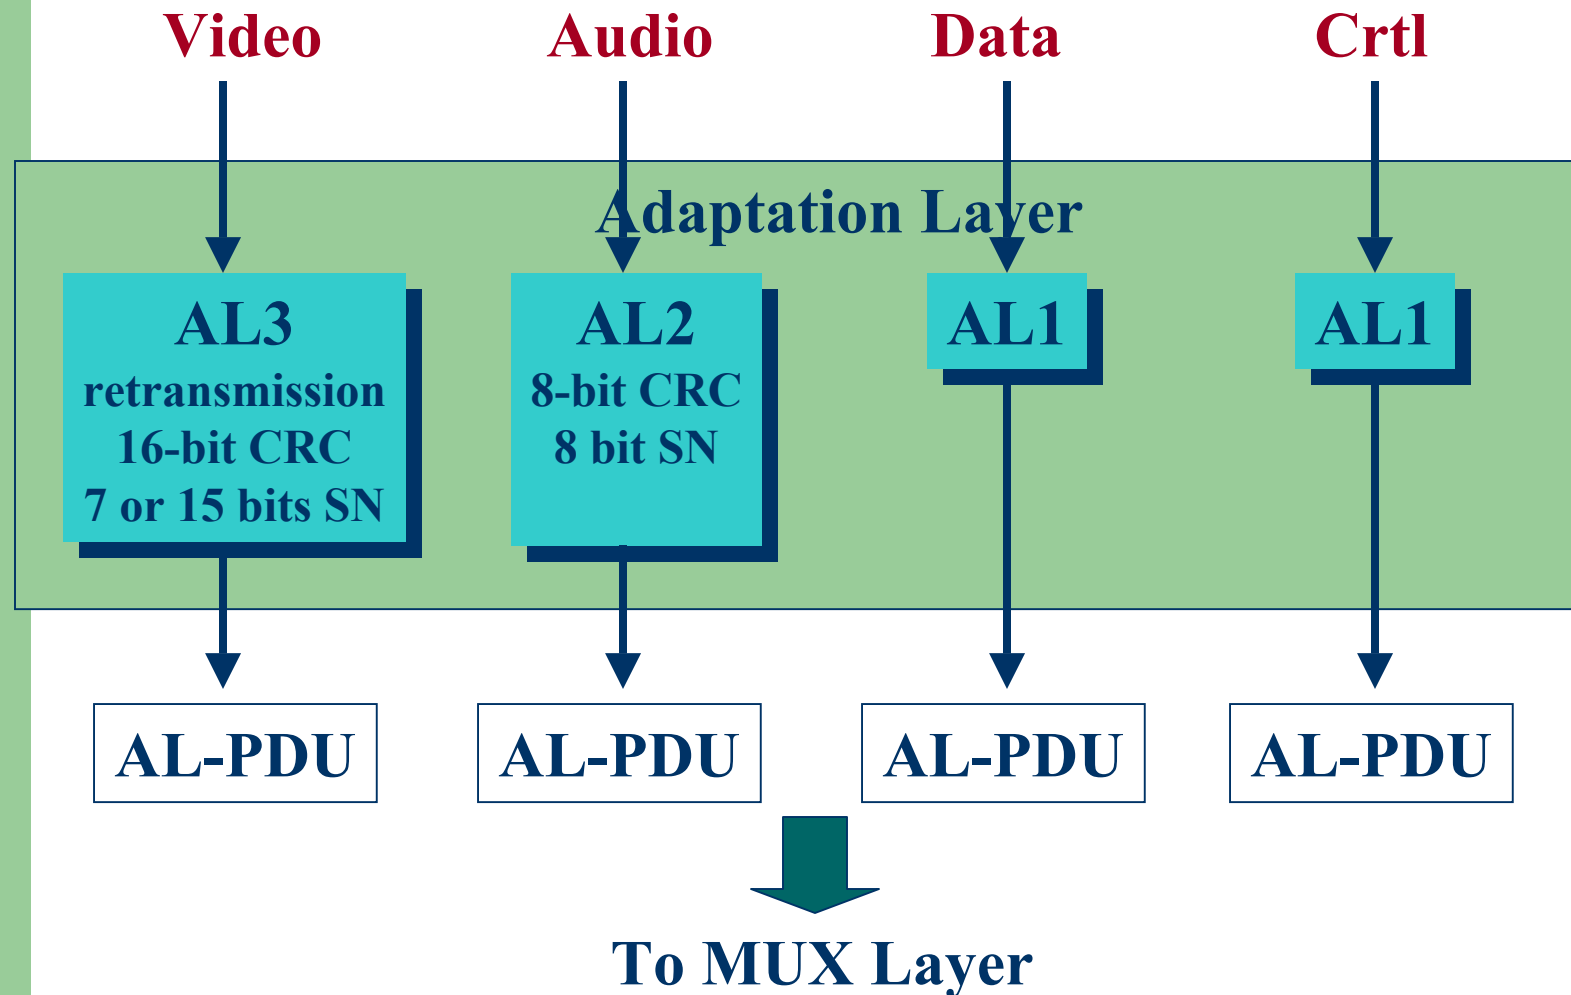 Video
Audio
Data
Crtl
Adaptation Layer
AL3
retransmission
16-bit CRC
7 or 15 bits SN
AL2
8-bit CRC
8 bit SN
AL1
AL1
AL-PDU
AL-PDU
AL-PDU
AL-PDU
To MUX Layer